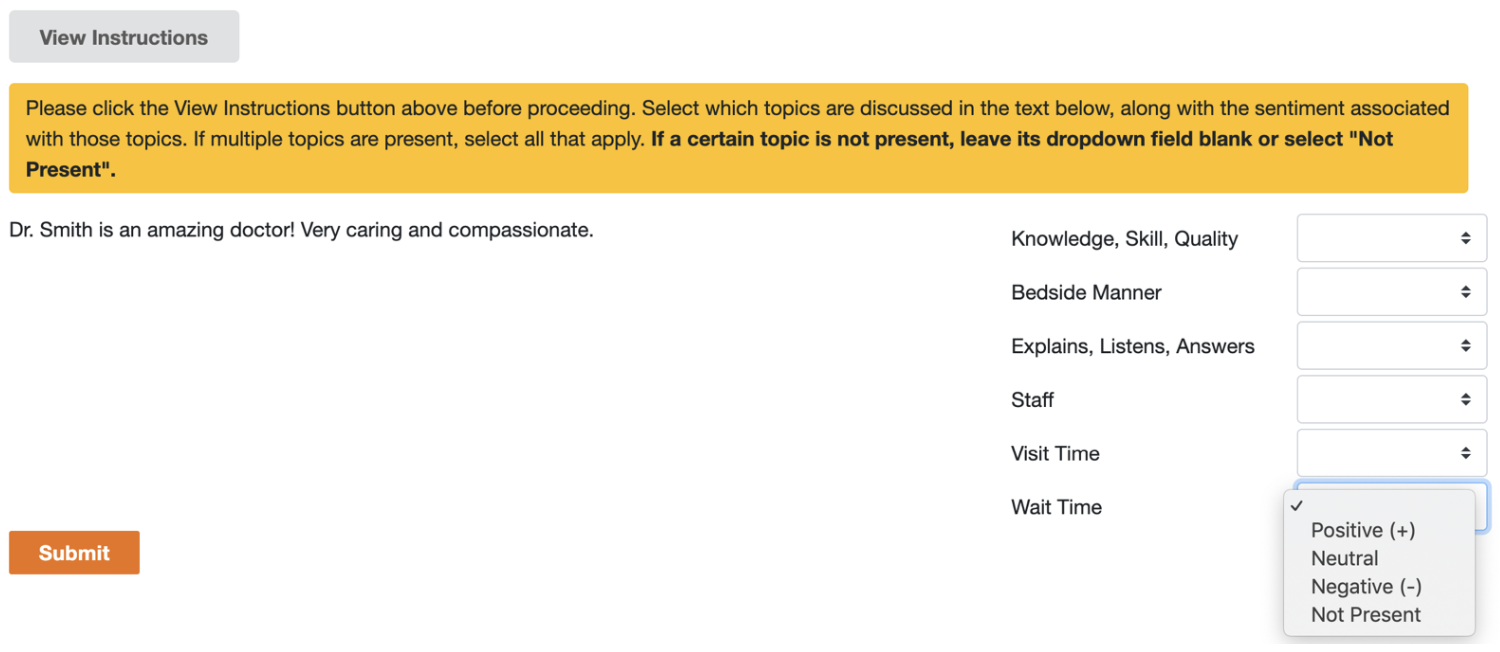 View Instructions
Please click the View Instructions button above before proceeding. Select which topics are discussed in the text below, along with the sentiment associated
with those topics. If multiple topics are present, select all that apply. If a certain topic is not present, leave its dropdown field blank or select "Not
Present".
Dr. Smith is an amazing doctor! Very caring and compassionate.
Knowledge, Skill, Quality
Bedside Manner
Explains, Listens, Answers
Staff
Visit Time
Wait Time
Positive (+)
Neutral
Negative (-)
Not Present
Submit